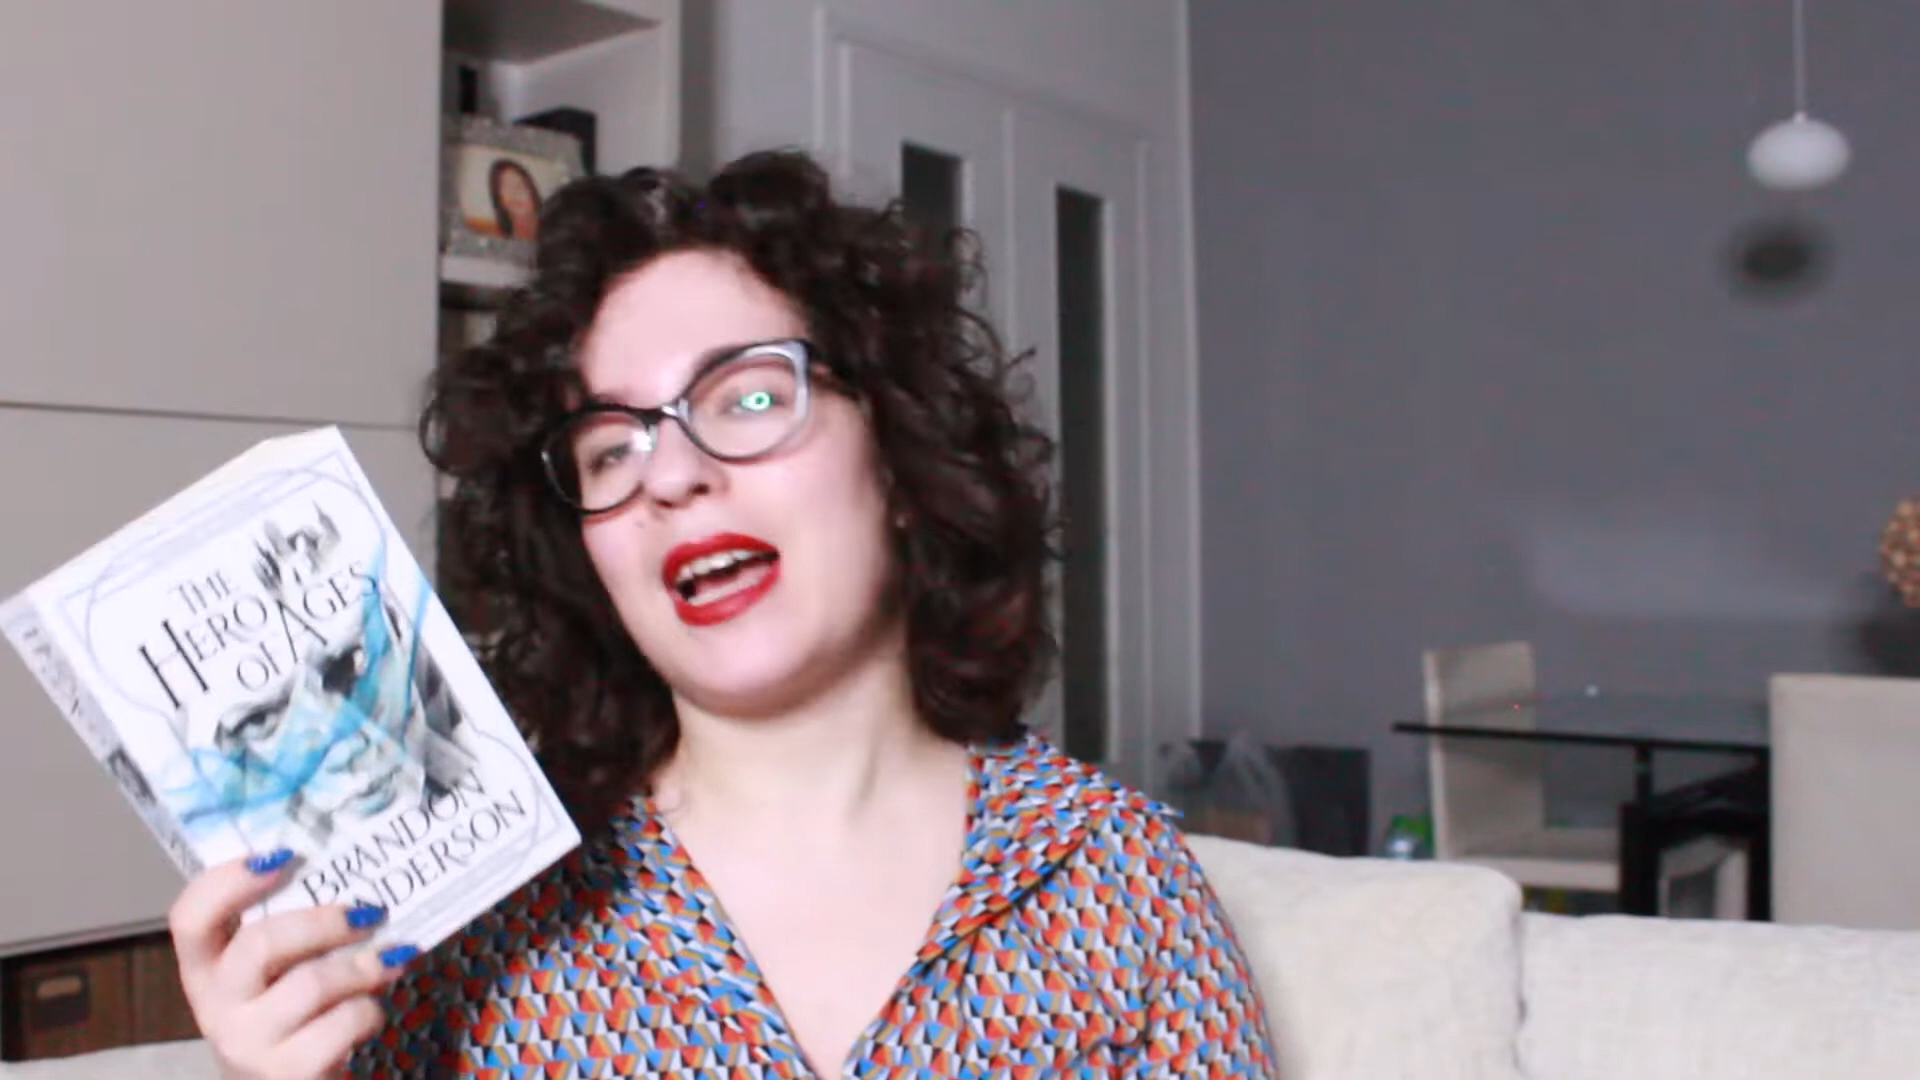 THE
HERO
OF AGES
BRANDON
ANDERSON